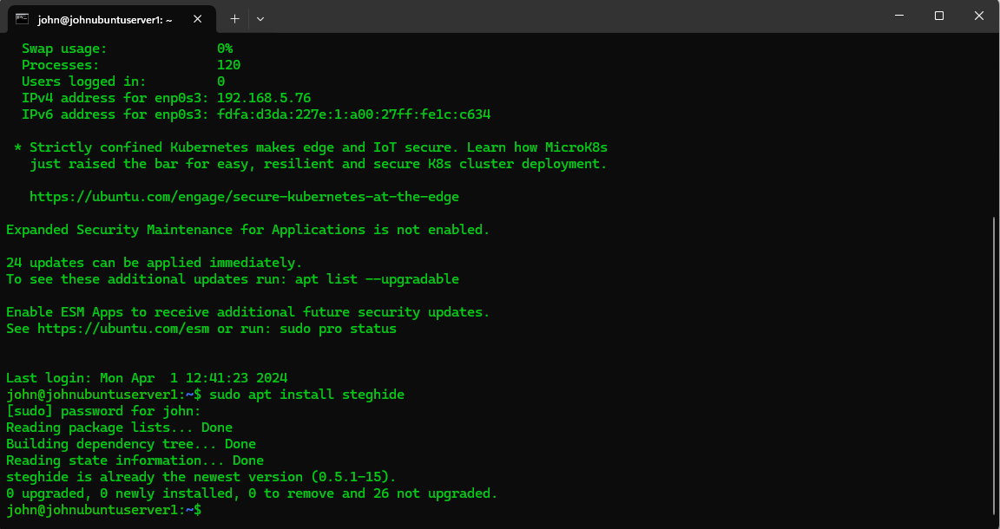 john@johnubuntuserver1: ~
Swap usage: 0%
Processes: 120
Users logged in: 0
IPv4 address for enp0s3: 192.168.5.76
IPv6 address for enp0s3: fdfa:d3da:227e:1:a00:27ff:fe1c:c634
* Strictly confined Kubernetes makes edge and IoT secure. Learn how MicroK8s
just raised the bar for easy, resilient and secure K8s cluster deployment.
https://ubuntu.com/engage/secure-kubernetes-at-the-edge
Expanded Security Maintenance for Applications is not enabled.
24 updates can be applied immediately.
To see these additional updates run: apt list --upgradable
Enable ESM Apps to receive additional future security updates.
See https://ubuntu.com/esm or run: sudo pro status
Last login: Mon Apr  1 12:41:23 2024
john@johnubuntuserver1:~$ sudo apt install steghide
[sudo] password for john:
Reading package lists... Done
Building dependency tree... Done
Reading state information... Done
steghide is already the newest version (0.5.1-15).
0 upgraded, 0 newly installed, 0 to remove and 26 not upgraded.
john@johnubuntuserver1:~$